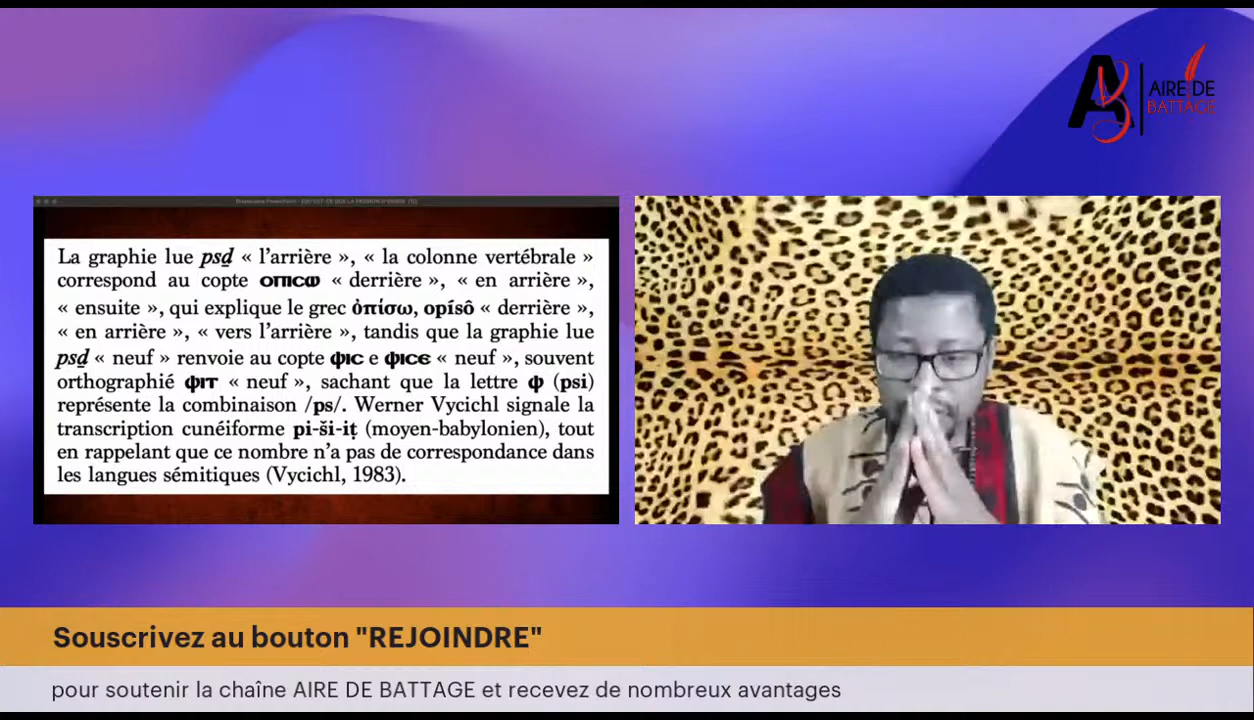 AIRE DE
BATTAGE
La graphie lue psḏ « l’arrière », « la colonne vertébrale »
correspond au copte ⲟⲡⲓⲥⲱ « derrière », « en arrière »,
« ensuite », qui explique le grec ὀπίσω, opísô « derrière »,
« en arrière », « vers l’arrière », tandis que la graphie lue
psḏ « neuf » renvoie au copte ⲯⲓⲥ e ⲯⲓⲥⲉ « neuf », souvent
orthographié ⲯⲓⲧ « neuf », sachant que la lettre ⲯ (psi)
représente la combinaison /ps/. Werner Vycichl signale la
transcription cunéiforme pi-ši-iṭ (moyen-babylonien), tout
en rappelant que ce nombre n’a pas de correspondance dans
les langues sémitiques (Vycichl, 1983).
Souscrivez au bouton "REJOINDRE"
pour soutenir la chaîne AIRE DE BATTAGE et recevez de nombreux avantages